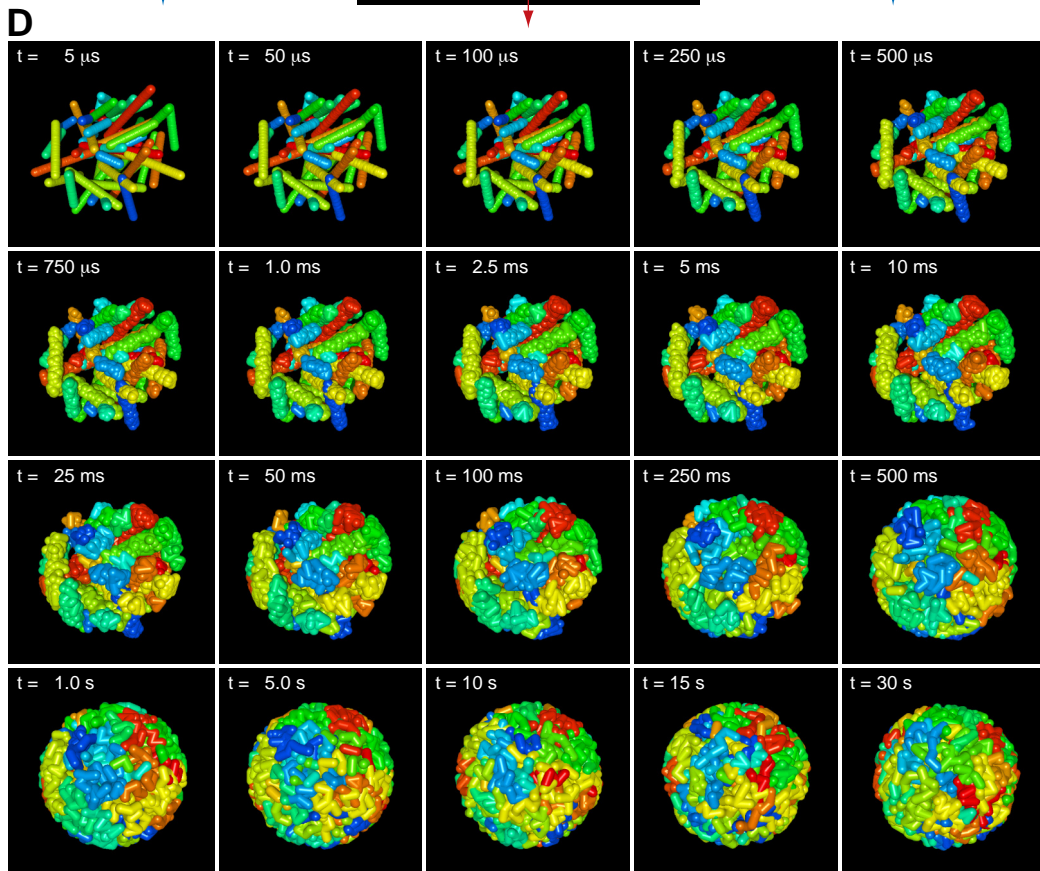 D
t = 5 µs
t = 50 µs
t = 100 µs
t = 250 µs
t = 500 µs
t = 750 µs
t = 1.0 ms
t = 2.5 ms
t = 5 ms
t = 10 ms
t = 25 ms
t = 50 ms
t = 100 ms
t = 250 ms
t = 500 ms
t = 1.0 s
t = 5.0 s
t = 10 s
t = 15 s
t = 30 s